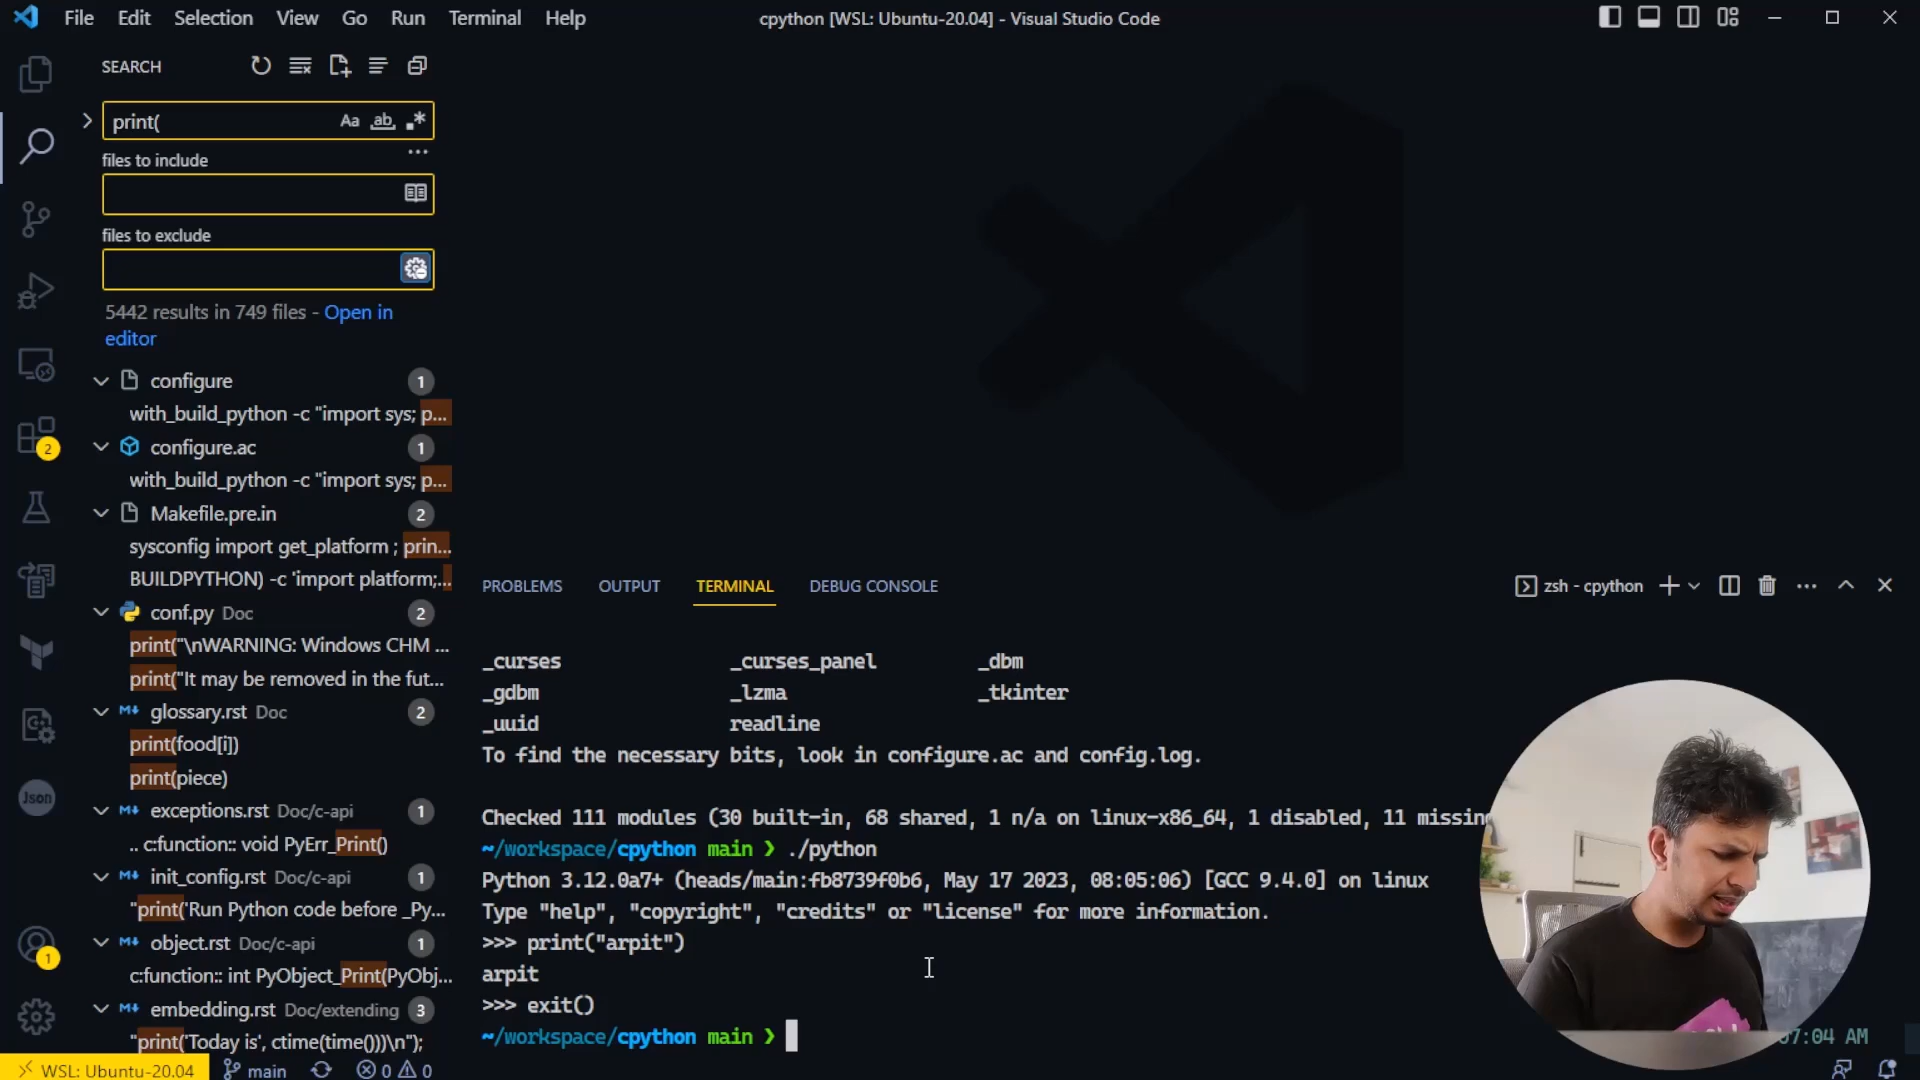 File Edit Selection View Go Run Terminal Help
cpython [WSL: Ubuntu-20.04] - Visual Studio Code
SEARCH
print(
Aa ab .*
files to include
files to exclude
5442 results in 749 files - Open in
editor
configure 1
with_build_python -c "import sys; p...
configure.ac 1
with_build_python -c "import sys; p...
Makefile.pre.in 2
sysconfig import get_platform ; prin...
BUILDPYTHON) -c 'import platform;...
conf.py Doc 2
print("\nWARNING: Windows CHM ...
print("It may be removed in the fut...
glossary.rst Doc 2
print(food[i])
print(piece)
exceptions.rst Doc/c-api 1
.. c:function:: void PyErr_Print()
init_config.rst Doc/c-api 1
"print('Run Python code before _Py...
object.rst Doc/c-api 1
c:function:: int PyObject_Print(PyObj...
embedding.rst Doc/extending 3
"print('Today is', ctime(time()))\n");
2
Json
1
PROBLEMS OUTPUT TERMINAL DEBUG CONSOLE
zsh - cpython
_curses _curses_panel _dbm
_gdbm _lzma _tkinter
_uuid readline
To find the necessary bits, look in configure.ac and config.log.
Checked 111 modules (30 built-in, 68 shared, 1 n/a on linux-x86_64, 1 disabled, 11 missing
~/workspace/cpython main ❯ ./python
Python 3.12.0a7+ (heads/main:fb8739f0b6, May 17 2023, 08:05:06) [GCC 9.4.0] on linux
Type "help", "copyright", "credits" or "license" for more information.
>>> print("arpit")
arpit
>>> exit()
~/workspace/cpython main ❯
07:04 AM
WSL: Ubuntu-20.04 main 0 0